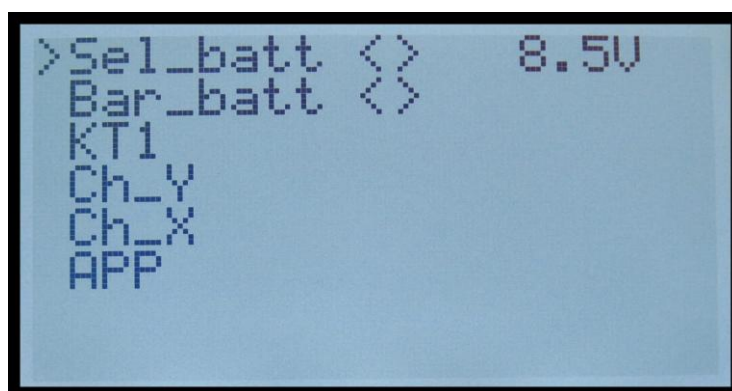 >Sel_batt <> 8.5V
Bar_batt <>
KT1
Ch_Y
Ch_X
APP